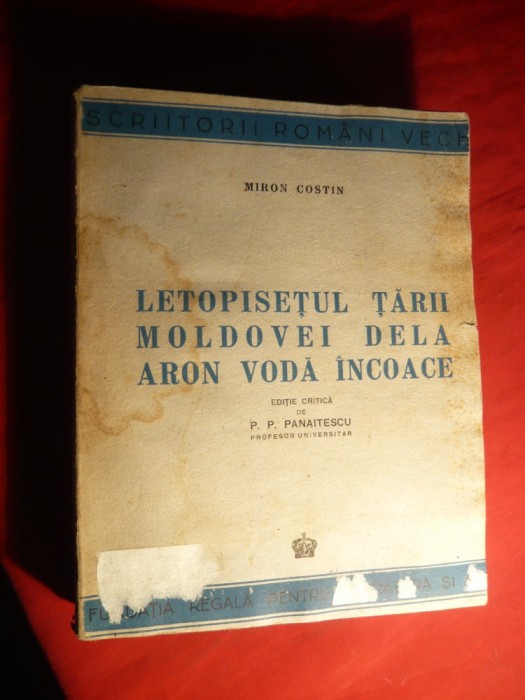 SCRIITORII ROMÂNI VECH
MIRON COSTIN
LETOPISEȚUL ȚĂRII
MOLDOVEI DELA
ARON VODĂ ÎNCOACE
EDIȚIE CRITICĂ
DE
P. P. PANAITESCU
PROFESOR UNIVERSITAR
REGALĂ PENTRU ȘI